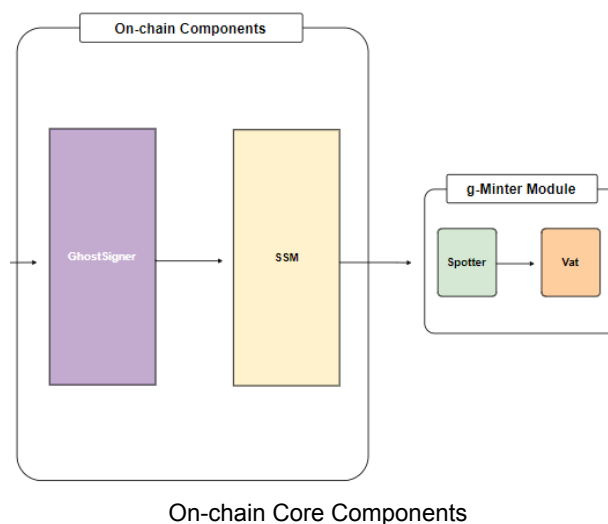 On-chain Components
g-Minter Module
GhostSigner
SSM
Spotter
Vat
On-chain Core Components